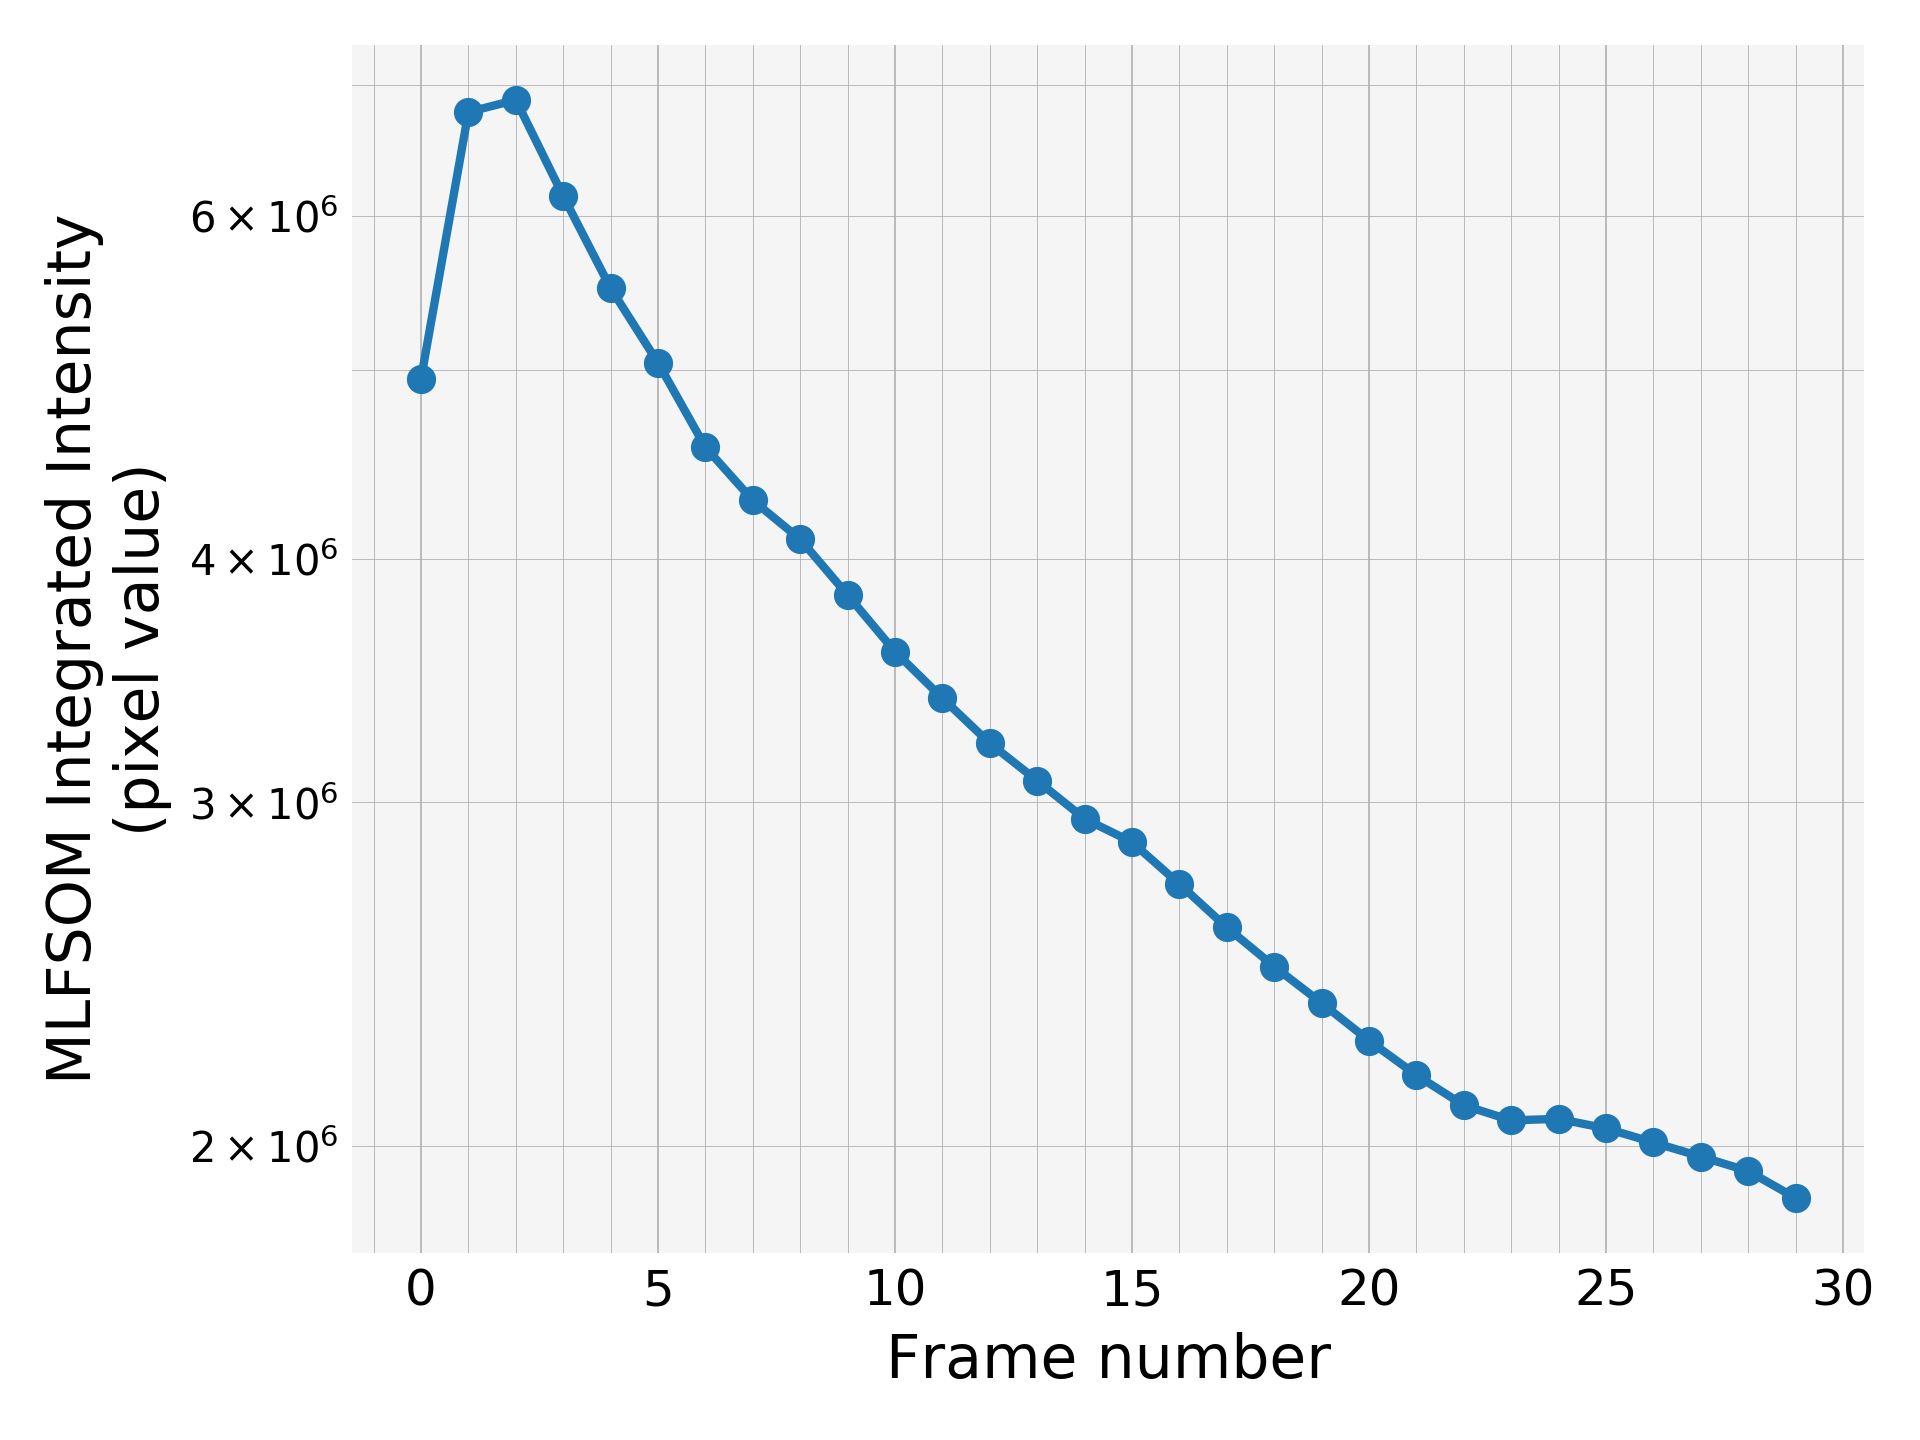 MLFSOM Integrated Intensity
(pixel value)
6 × 10⁶
4 × 10⁶
3 × 10⁶
2 × 10⁶
0 5 10 15 20 25 30
Frame number